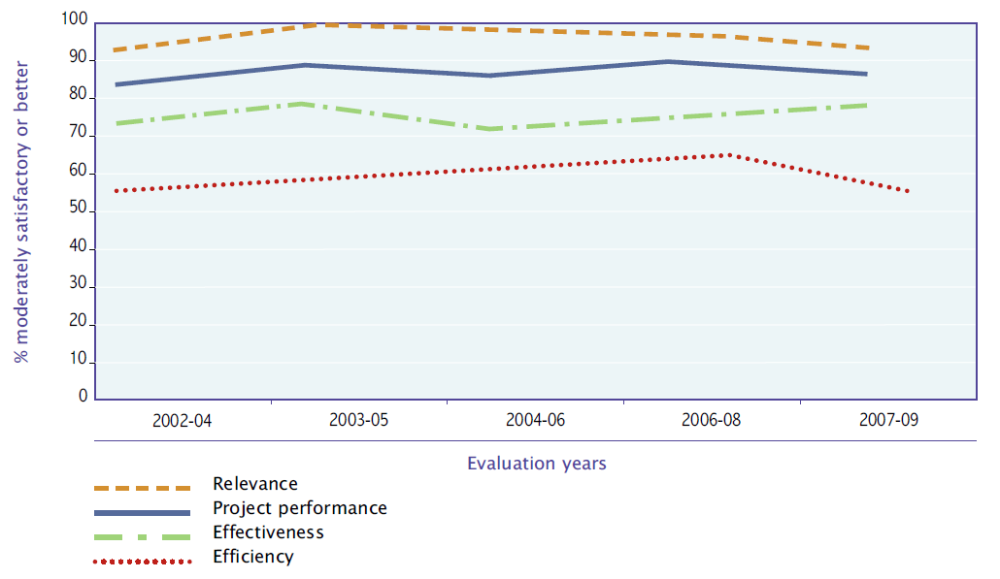 % moderately satisfactory or better
100
90
80
70
60
50
40
30
20
10
0
2002-04 2003-05 2004-06 2006-08 2007-09
Evaluation years
Relevance
Project performance
Effectiveness
Efficiency